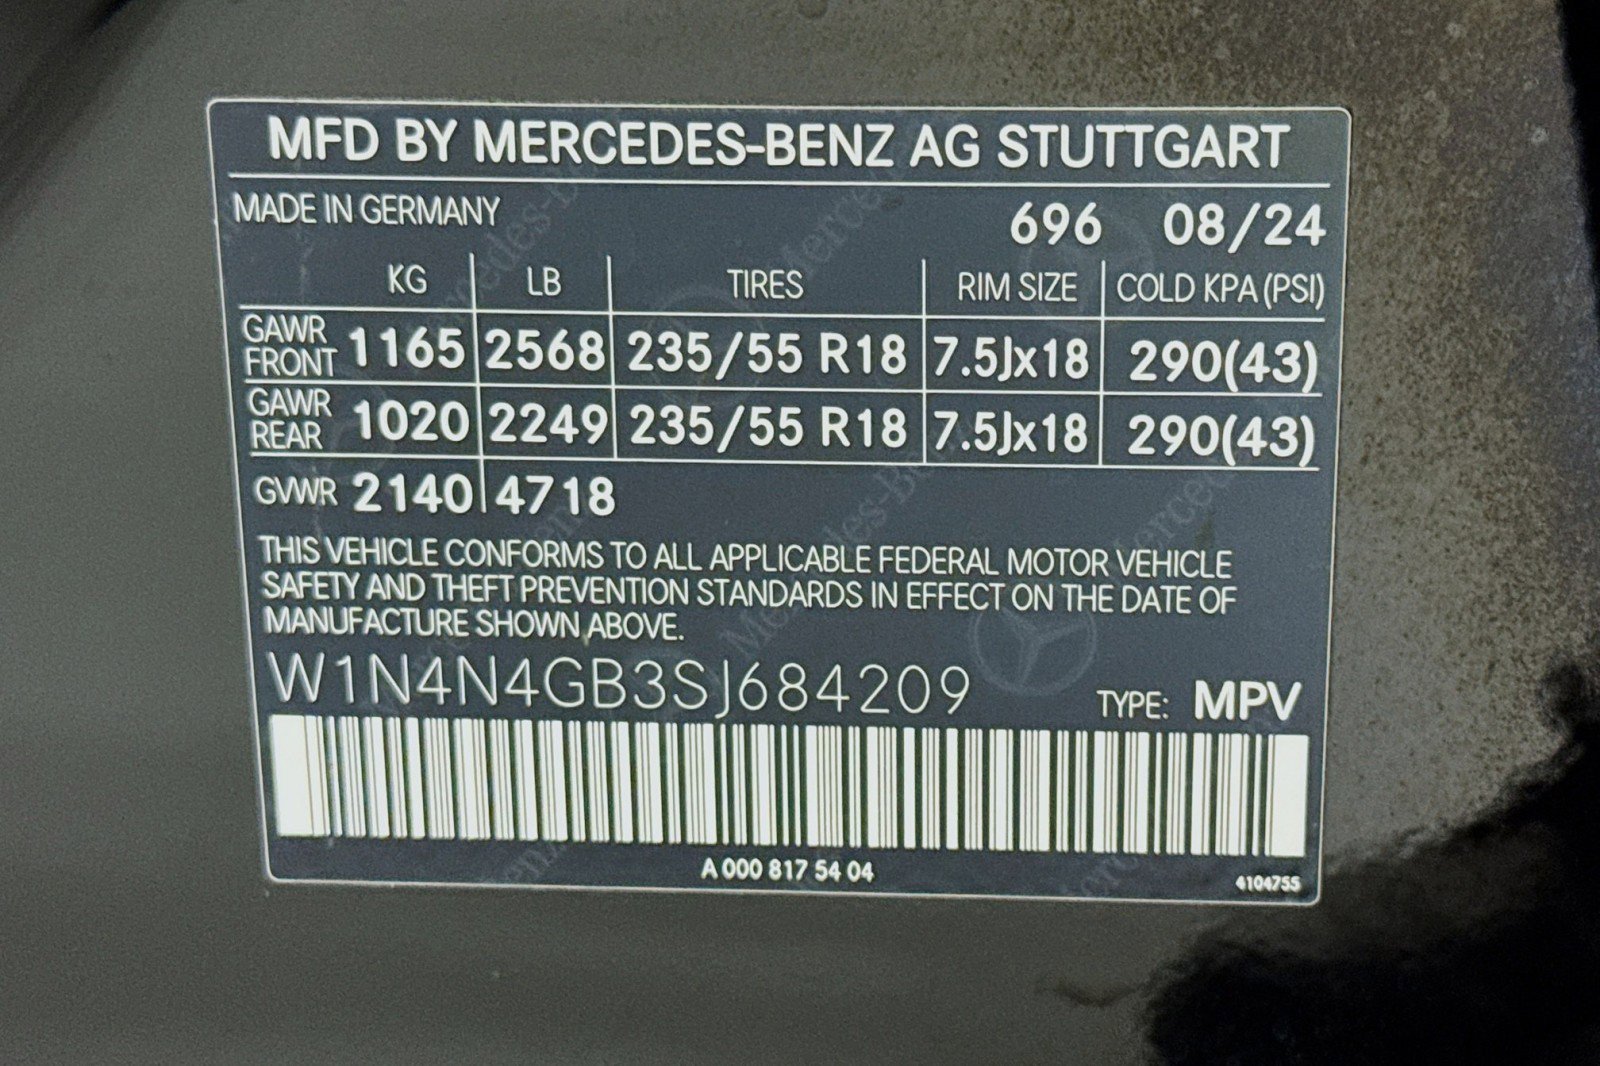 MFD BY MERCEDES-BENZ AG STUTTGART
MADE IN GERMANY 696 08/24
KG LB TIRES RIM SIZE COLD KPA (PSI)
GAWR FRONT 1165 2568 235/55 R18 7.5Jx18 290(43)
GAWR REAR 1020 2249 235/55 R18 7.5Jx18 290(43)
GVWR 2140 4718
THIS VEHICLE CONFORMS TO ALL APPLICABLE FEDERAL MOTOR VEHICLE
SAFETY AND THEFT PREVENTION STANDARDS IN EFFECT ON THE DATE OF
MANUFACTURE SHOWN ABOVE.
W1N4N4GB3SJ684209 TYPE: MPV
A 000 817 54 04
4104755